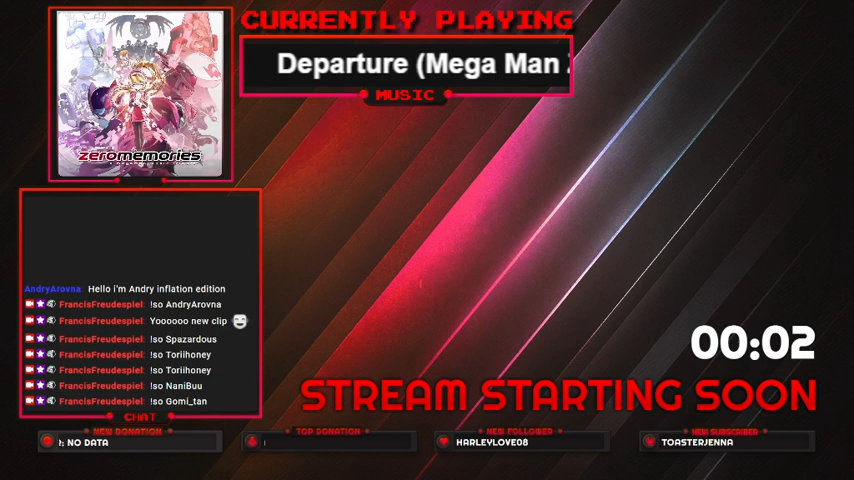 CURRENTLY PLAYING
Departure (Mega Man
MUSIC
zeromemories
AndryArovna: Hello i'm Andry inflation edition
FrancisFreudespiel: !so AndryArovna
FrancisFreudespiel: Yoooooo new clip
FrancisFreudespiel: !so Spazardous
FrancisFreudespiel: !so Toriihoney
FrancisFreudespiel: !so Toriihoney
FrancisFreudespiel: !so NaniBuu
FrancisFreudespiel: !so Gomi_tan
CHAT
00:02
STREAM STARTING SOON
NEW DONATION
: NO DATA
TOP DONATION
NEW FOLLOWER
HARLEYLOVE08
NEW SUBSCRIBER
TOASTERJENNA